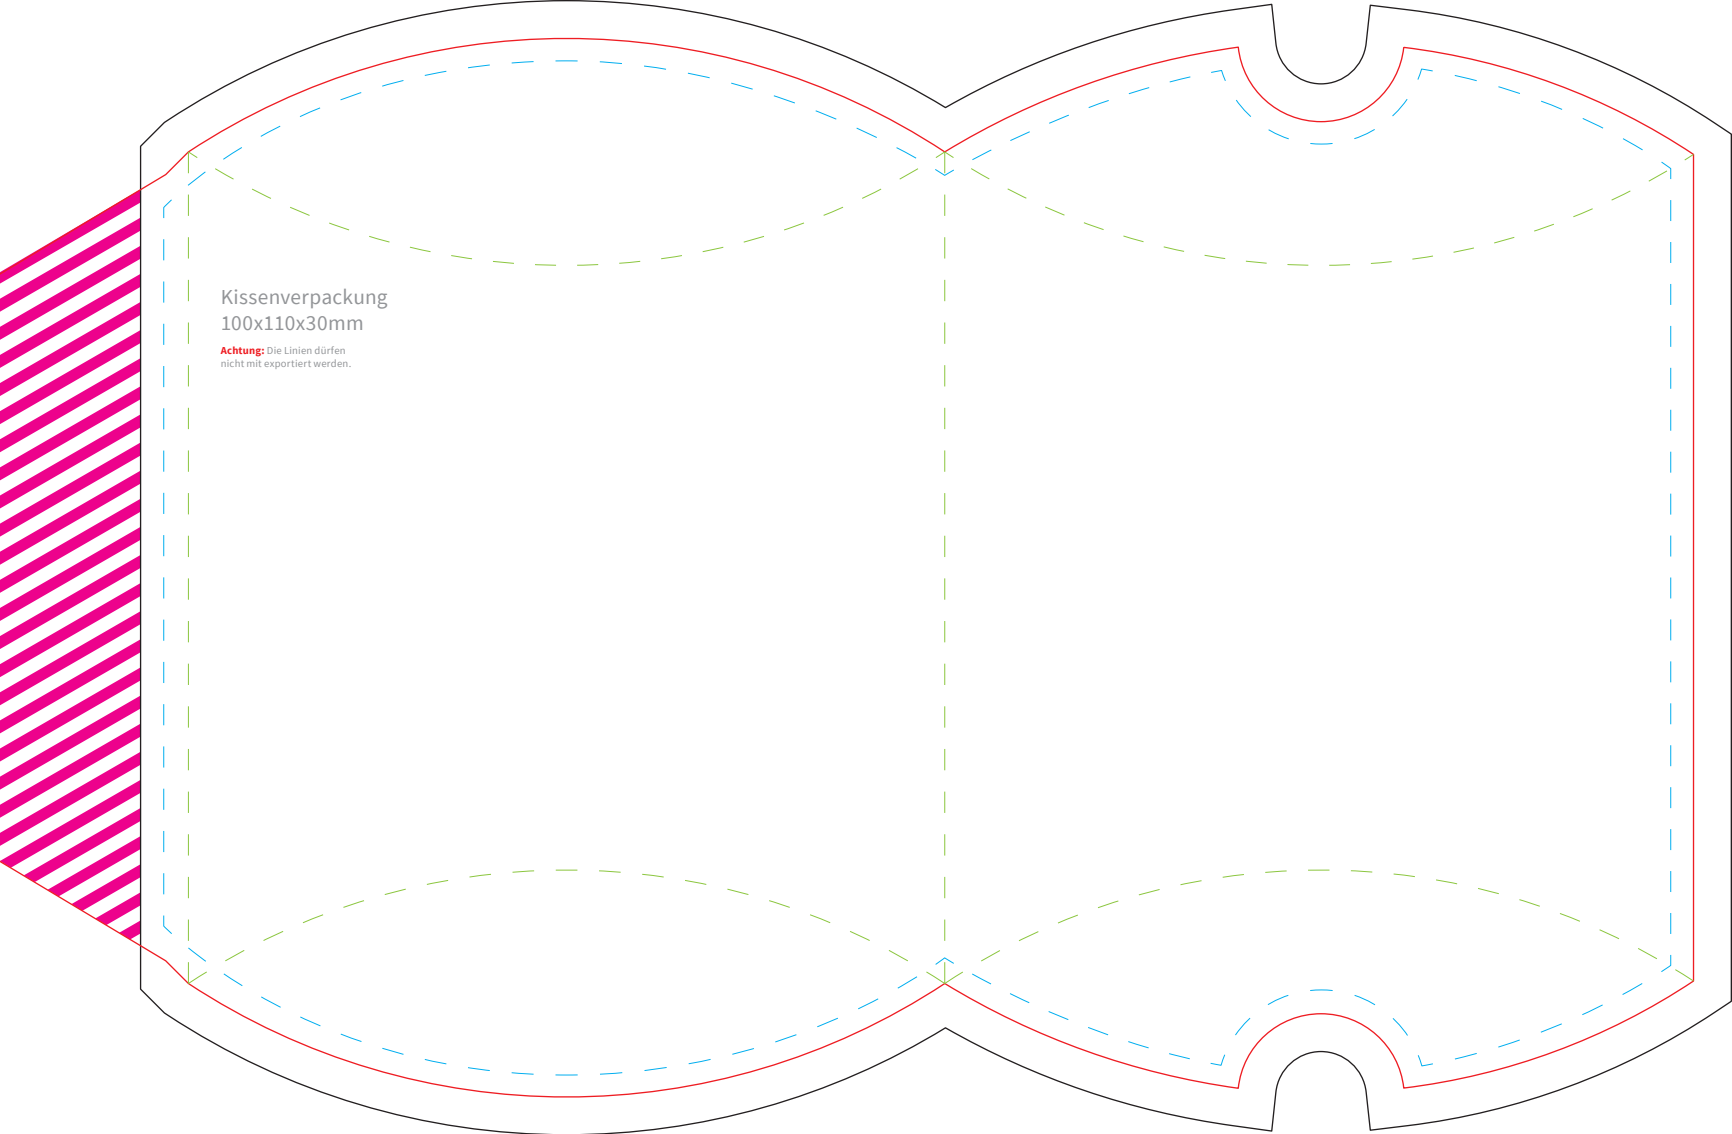 Kissenverpackung
100x110x30mm
Achtung: Die Linien dürfen
nicht mit exportiert werden.